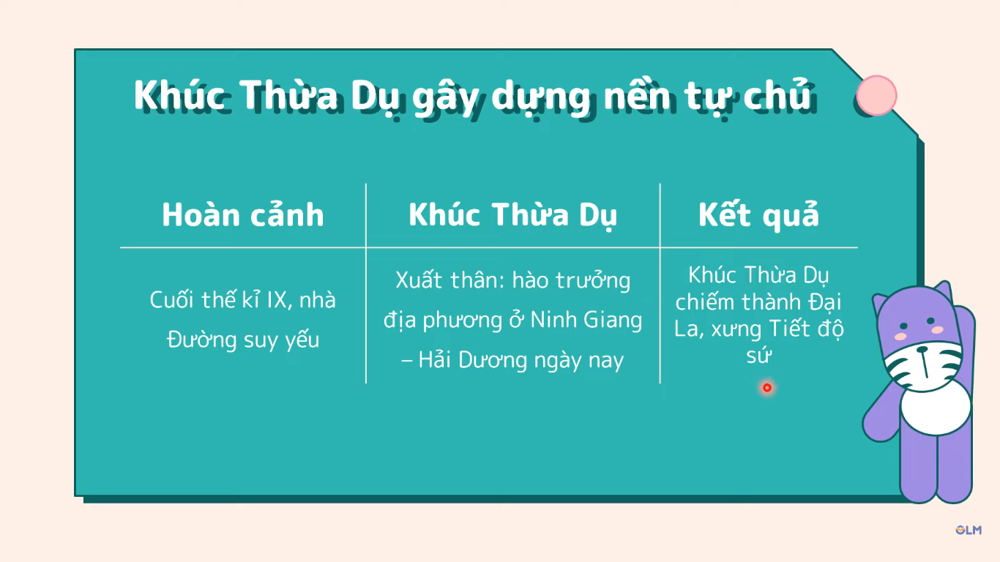 Khúc Thừa Dụ gây dựng nền tự chủ
Hoàn cảnh
Khúc Thừa Dụ
Kết quả
Cuối thế kỉ IX, nhà
Đường suy yếu
Xuất thân: hào trưởng
địa phương ở Ninh Giang
– Hải Dương ngày nay
Khúc Thừa Dụ
chiếm thành Đại
La, xưng Tiết độ
sứ
OLM